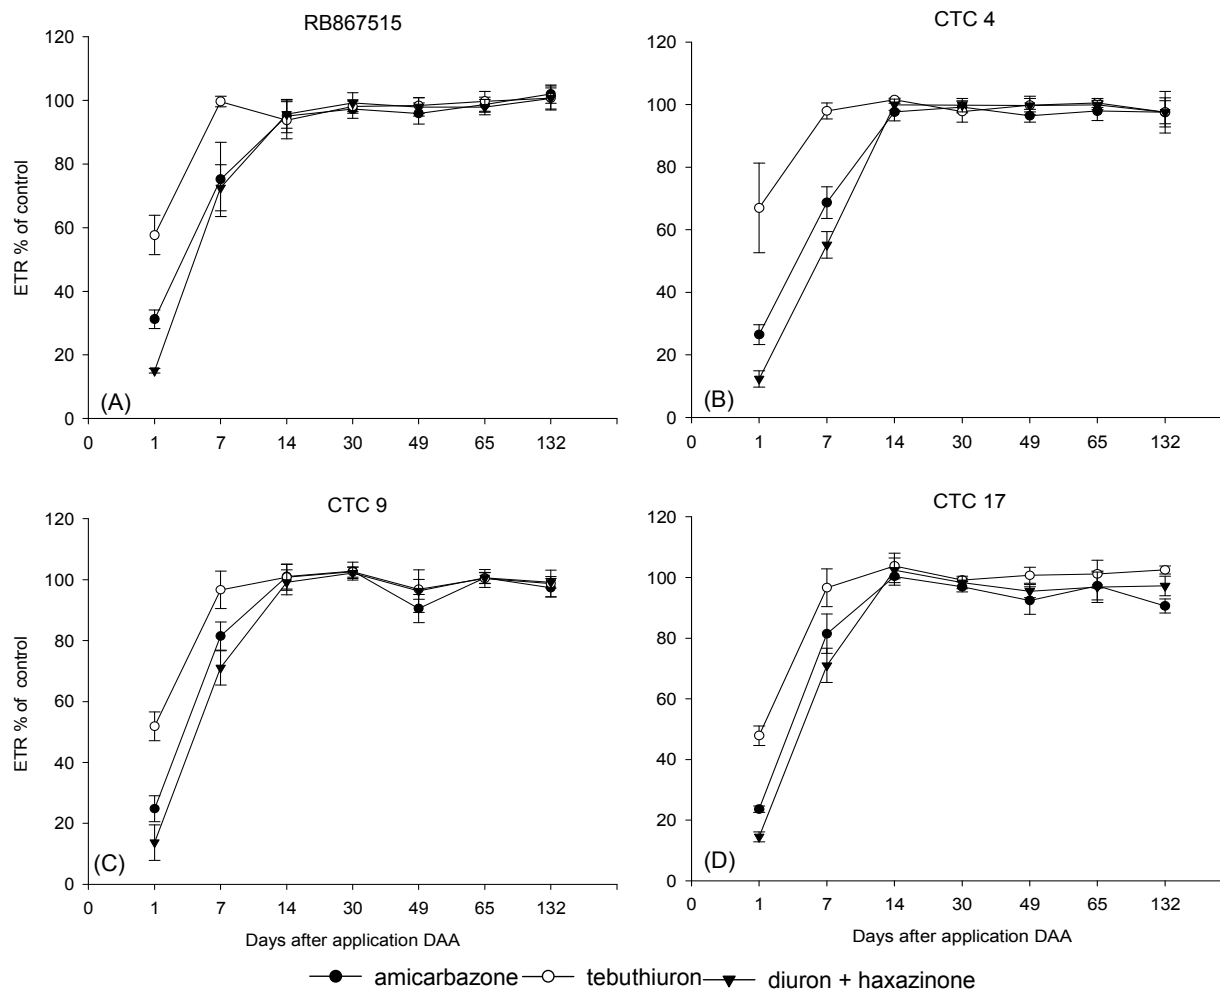 RB867515
120
100
80
60
40
20
0
ETR % of control
(A)
0 1 7 14 30 49 65 132
CTC 4
120
100
80
60
40
20
0
(B)
0 1 7 14 30 49 65 132
CTC 9
120
100
80
60
40
20
0
ETR % of control
(C)
0 1 7 14 30 49 65 132
Days after application DAA
CTC 17
120
100
80
60
40
20
0
(D)
0 1 7 14 30 49 65 132
Days after application DAA
amicarbazone tebuthiuron diuron + haxazinone